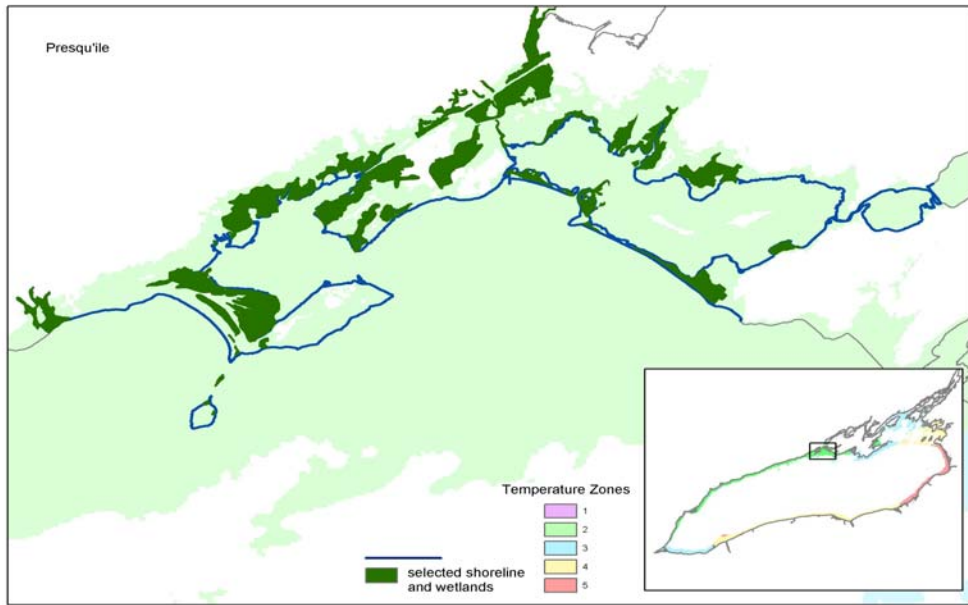 Presqu'ile
Temperature Zones
1
2
3
4
5
selected shoreline
and wetlands